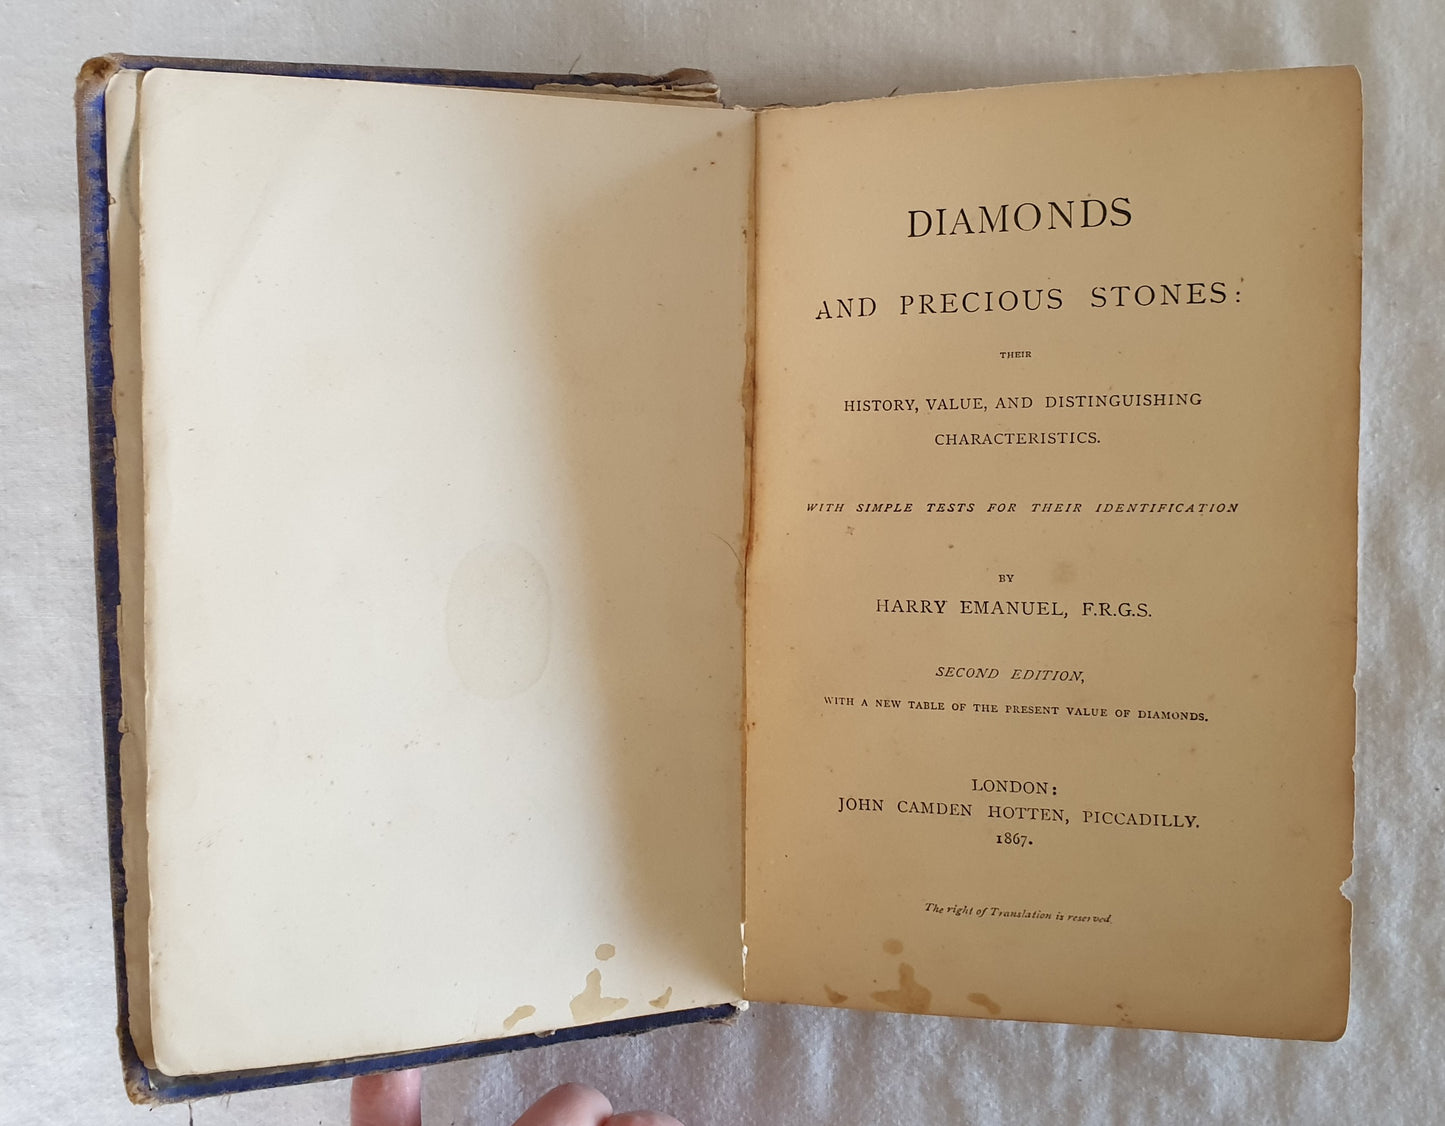 DIAMONDS
AND PRECIOUS STONES:
THEIR
HISTORY, VALUE, AND DISTINGUISHING
CHARACTERISTICS.
WITH SIMPLE TESTS FOR THEIR IDENTIFICATION
BY
HARRY EMANUEL, F.R.G.S.
SECOND EDITION,
WITH A NEW TABLE OF THE PRESENT VALUE OF DIAMONDS.
LONDON:
JOHN CAMDEN HOTTEN, PICCADILLY.
1867.
The right of Translation is reserved.